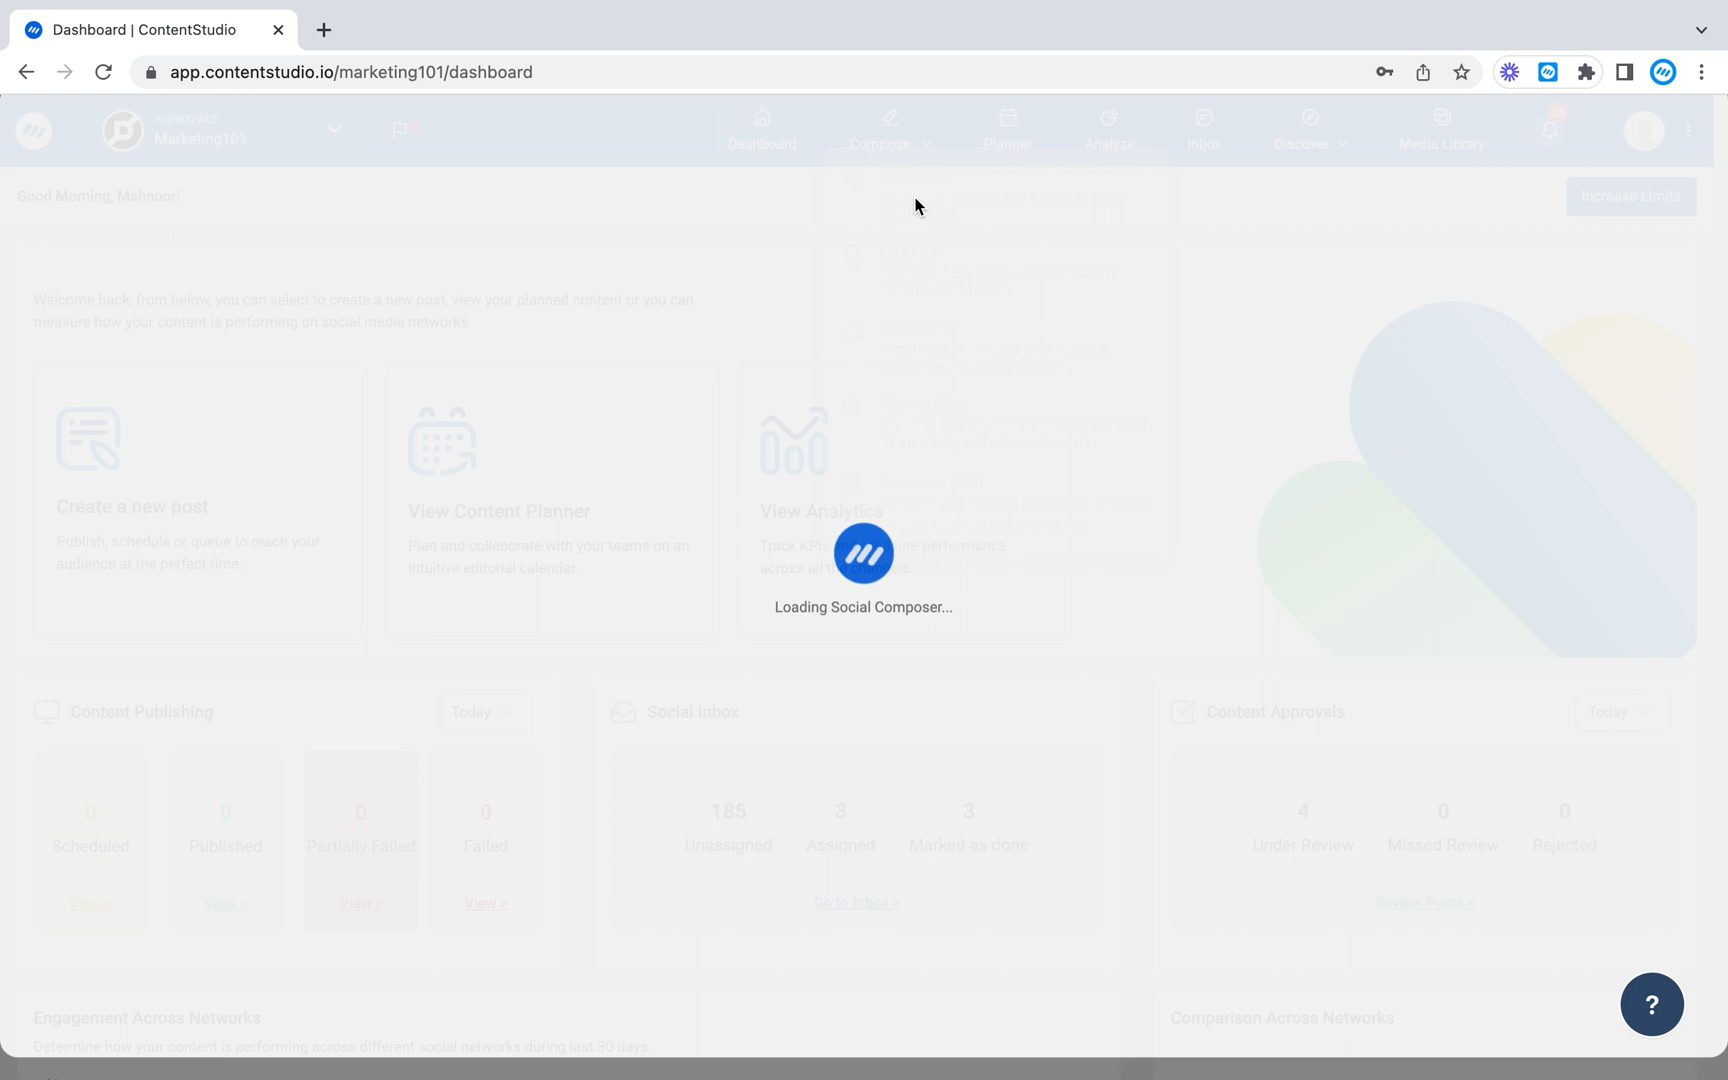 Dashboard | ContentStudio
app.contentstudio.io/marketing101/dashboard
WORKSPACE
Marketing101
Dashboard
Compose
Planner
Analyze
Inbox
Discover
Media Library
35
Good Morning, Mahnoor!
Increase Limits
Welcome back, from below, you can select to create a new post, view your planned content or you can
measure how your content is performing on social media networks.
Create a new post
Publish, schedule or queue to reach your
audience at the perfect time.
View Content Planner
Plan and collaborate with your teams on an
intuitive editorial calendar.
View Analytics
Track KPIs performance
across all channels.
Loading Social Composer...
Content Publishing
Today
0
Scheduled
View >
0
Published
View >
0
Partially Failed
View >
0
Failed
View >
Social Inbox
185
Unassigned
3
Assigned
3
Marked as done
Go to Inbox >
Content Approvals
Today
4
Under Review
0
Missed Review
0
Rejected
Review Posts >
Engagement Across Networks
Determine how your content is performing across different social networks during last 30 days.
Comparison Across Networks
?